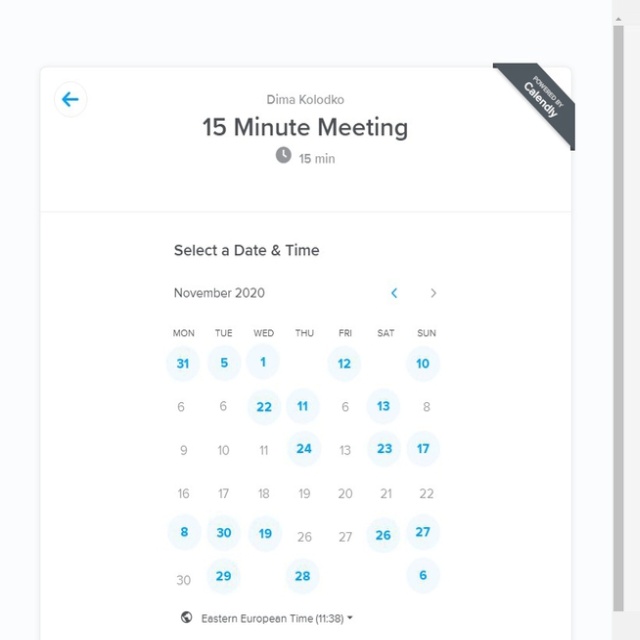 Dima Kolodko
POWERED BY
Calendly
15 Minute Meeting
15 min
Select a Date & Time
November 2020
MON TUE WED THU FRI SAT SUN
31 5 1 12 10
6 6 22 11 6 13 8
9 10 11 24 13 23 17
16 17 18 19 20 21 22
8 30 19 26 27 26 27
30 29 28 6
Eastern European Time (11:38)